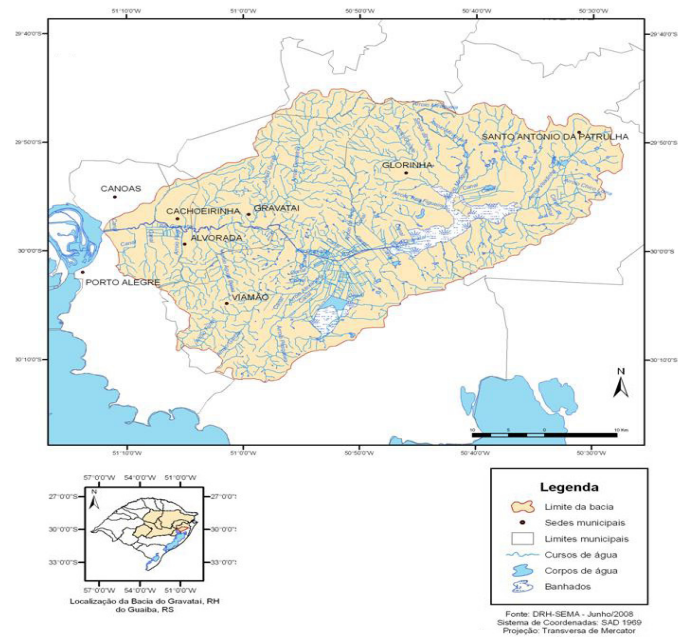 51°10'0"W 51°0'0"W 50°50'0"W 50°40'0"W 50°30'0"W
29°40'0"S 29°40'0"S
29°50'0"S 29°50'0"S
SANTO ANTONIO DA PATRULHA
GLORINHA
CANOAS
CACHOEIRINHA GRAVATAI
ALVORADA
30°0'0"S 30°0'0"S
PORTO ALEGRE
VIAMÃO
30°10'0"S 30°10'0"S
N
51°10'0"W 51°0'0"W 50°50'0"W 50°40'0"W 50°30'0"W
57°0'0"W 54°0'0"W 51°0'0"W
N
27°0'0"S 27°0'0"S
30°0'0"S 30°0'0"S
33°0'0"S 33°0'0"S
57°0'0"W 54°0'0"W 51°0'0"W
Localização da Bacia do Gravataí, RH
do Guaíba, RS
Legenda
Limite da bacia
Sedes municipais
Limites municipais
Cursos de água
Corpos de água
Banhados
Fonte: DRH-SEMA - Junho/2008
Sistema de Coordenadas: SAD 1969
Projeção: Transversa de Mercator